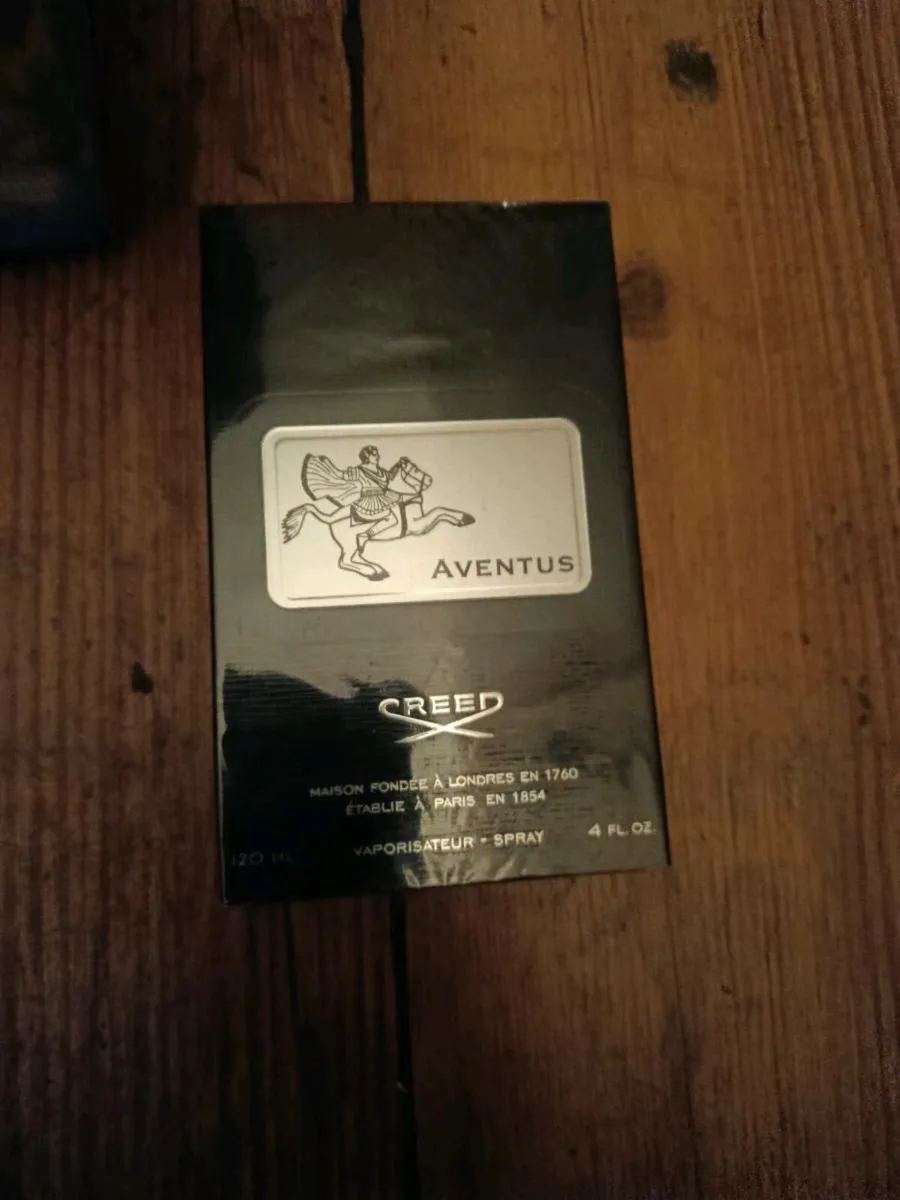 AVENTUS
CREED
MAISON FONDÉE À LONDRES EN 1760
ÉTABLIE À PARIS EN 1854
VAPORISATEUR - SPRAY
4 FL. OZ.
120 ML